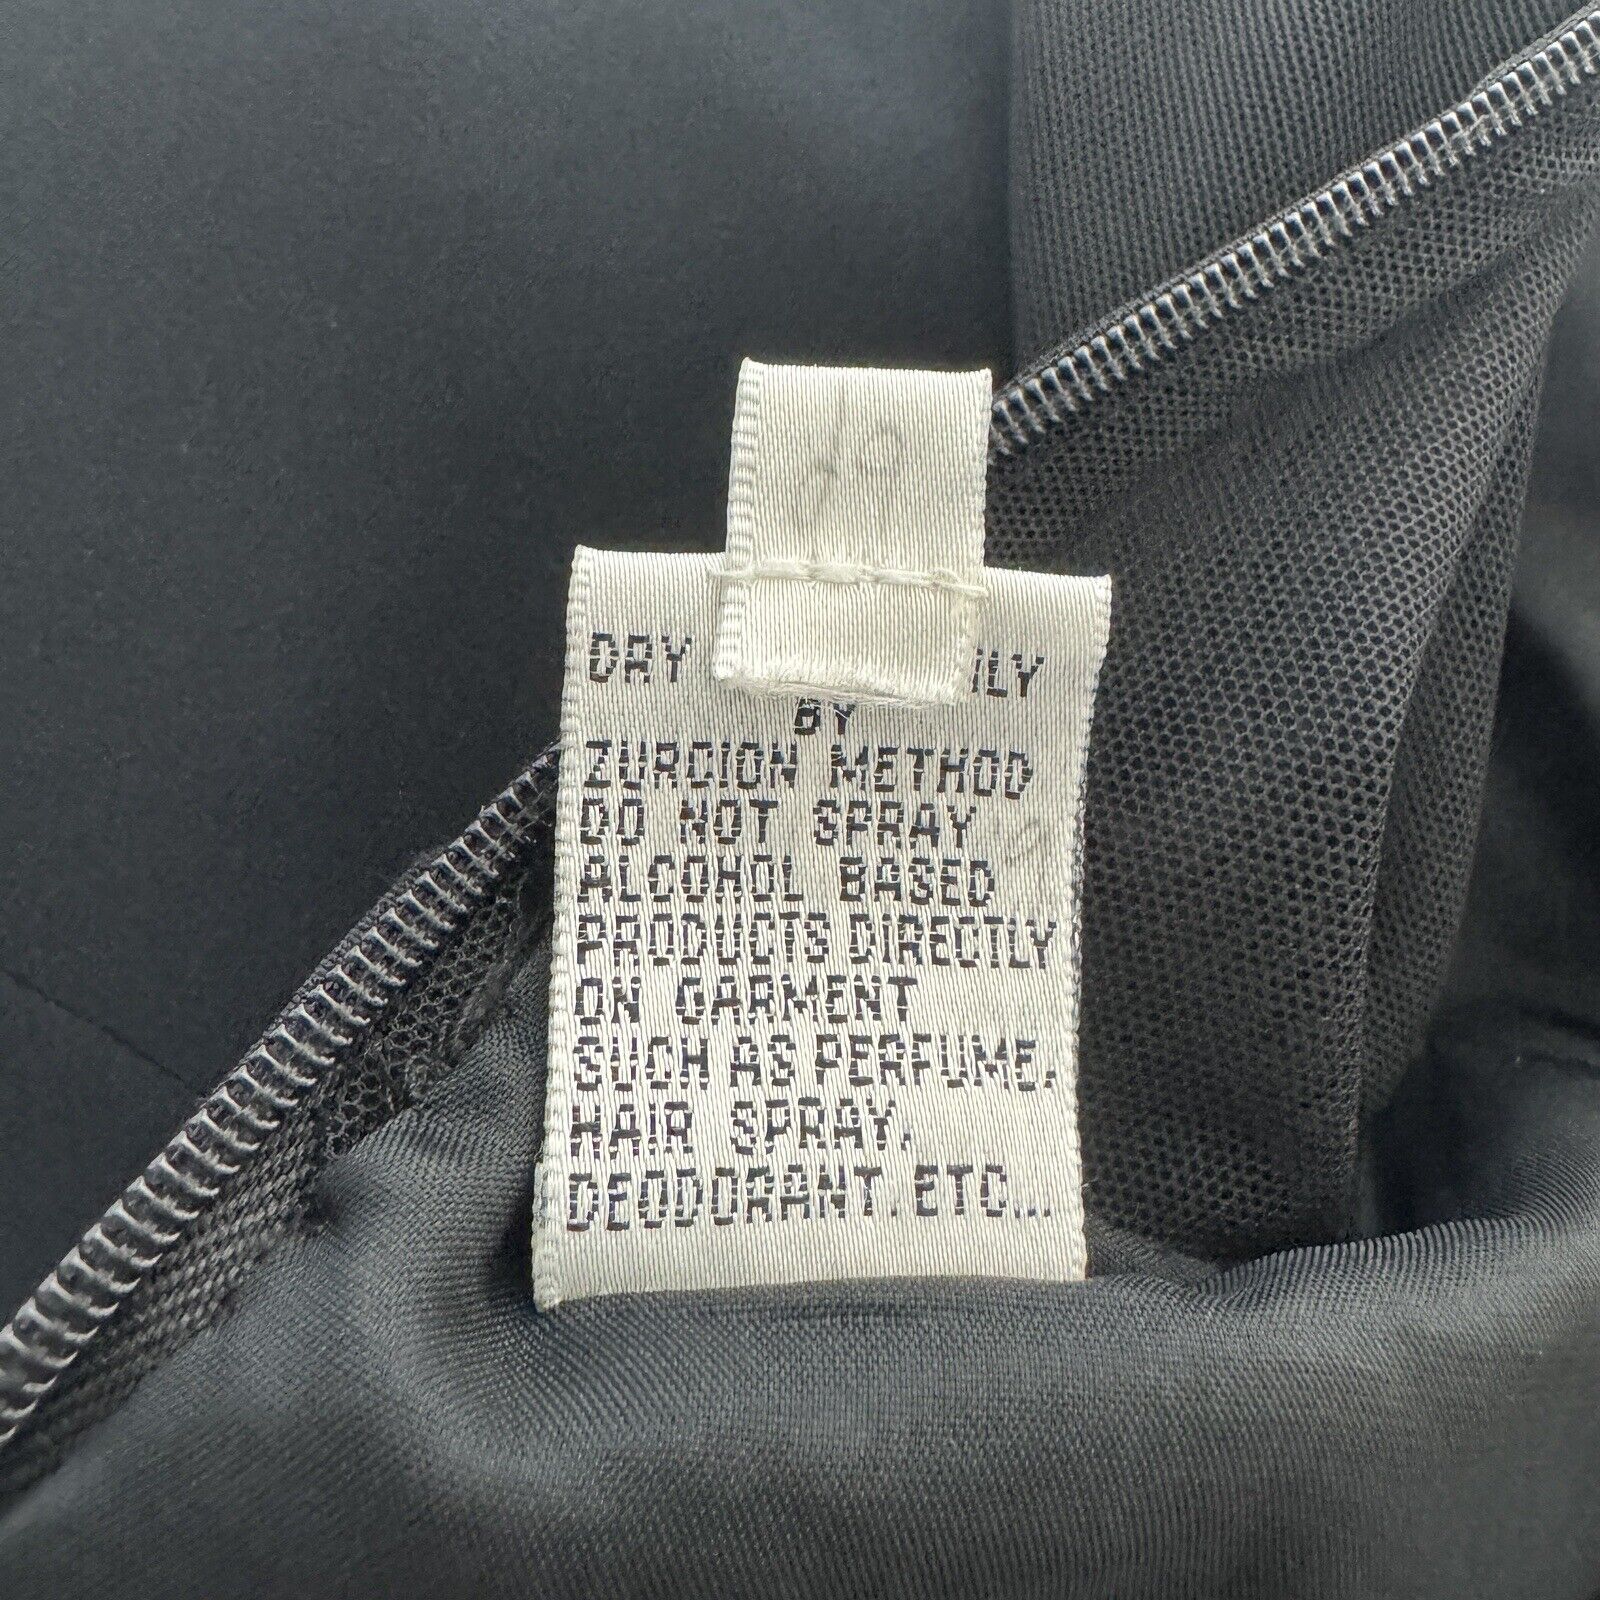 DRY
BY
ZURCION METHOD
DO NOT SPRAY
ALCOHOL BASED
PRODUCTS DIRECTLY
ON GARMENT
SUCH AS PERFUME,
HAIR SPRAY,
DEODORANT. ETC...